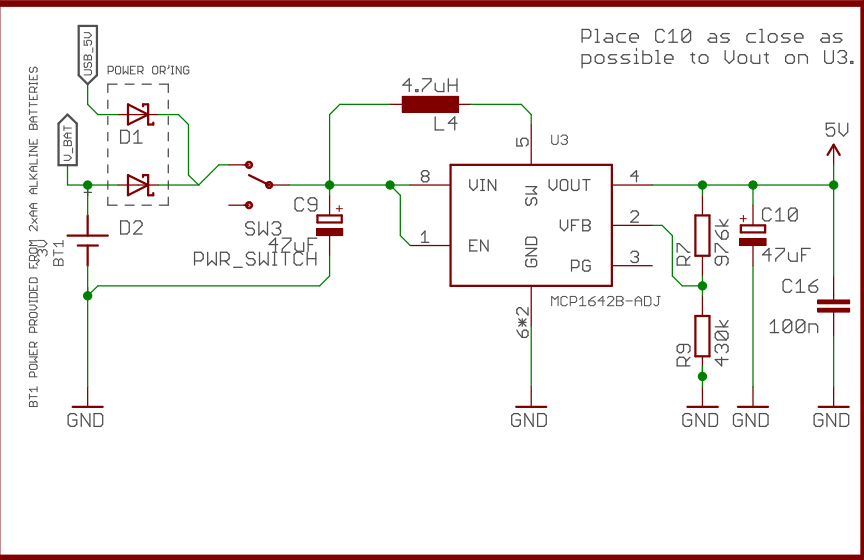 Place C10 as close as
possible to Vout on U3.
USB_5V
POWER OR'ING
D1
V_BAT
D2
BT1 POWER PROVIDED FROM 2xAA ALKALINE BATTERIES
+
3V
BT1
GND
SW3
PWR_SWITCH
C9
+
47uF
4.7uH
L4
U3
5
8
VIN
SW
VOUT
4
VFB
2
1
EN
GND
PG
3
MCP1642B-ADJ
6*2
GND
R7
976k
R9
430k
GND
+
C10
47uF
GND
5V
C16
100n
GND